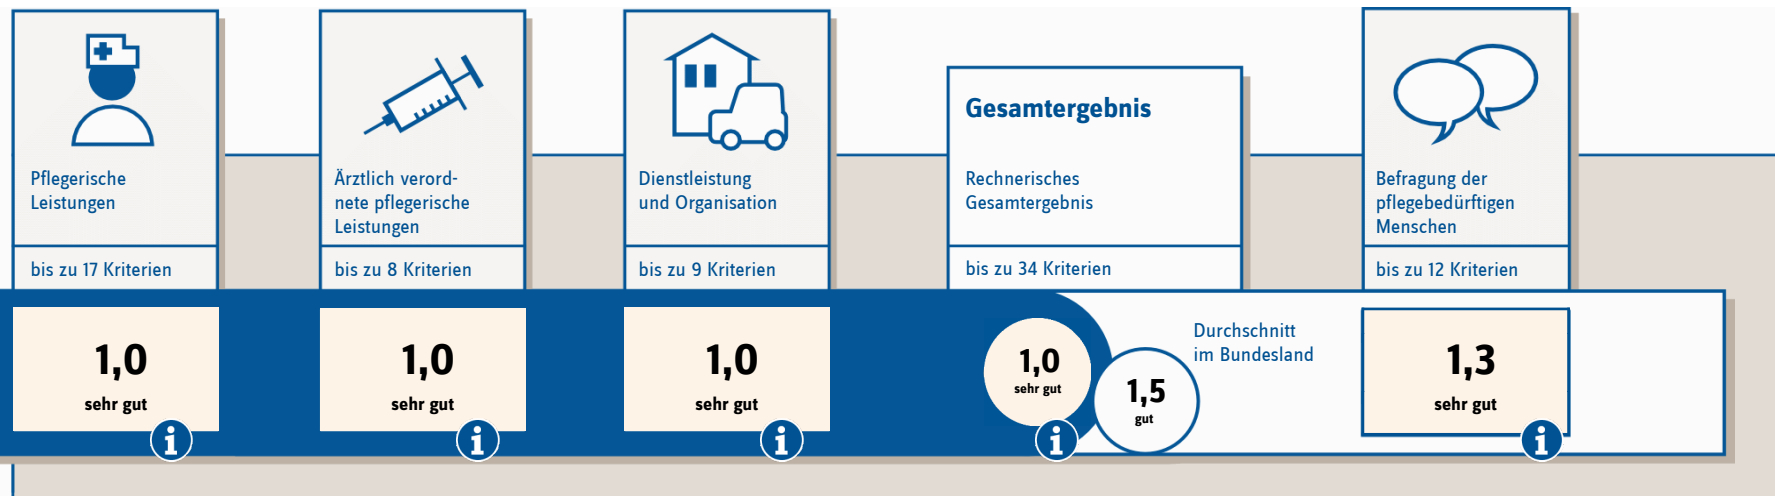 Pflegerische
Leistungen
bis zu 17 Kriterien
1,0
sehr gut
i
Ärztlich verord-
nete pflegerische
Leistungen
bis zu 8 Kriterien
1,0
sehr gut
i
Dienstleistung
und Organisation
bis zu 9 Kriterien
1,0
sehr gut
i
Gesamtergebnis
Rechnerisches
Gesamtergebnis
bis zu 34 Kriterien
1,0
sehr gut
i
1,5
gut
Durchschnitt
im Bundesland
Befragung der
pflegebedürftigen
Menschen
bis zu 12 Kriterien
1,3
sehr gut
i